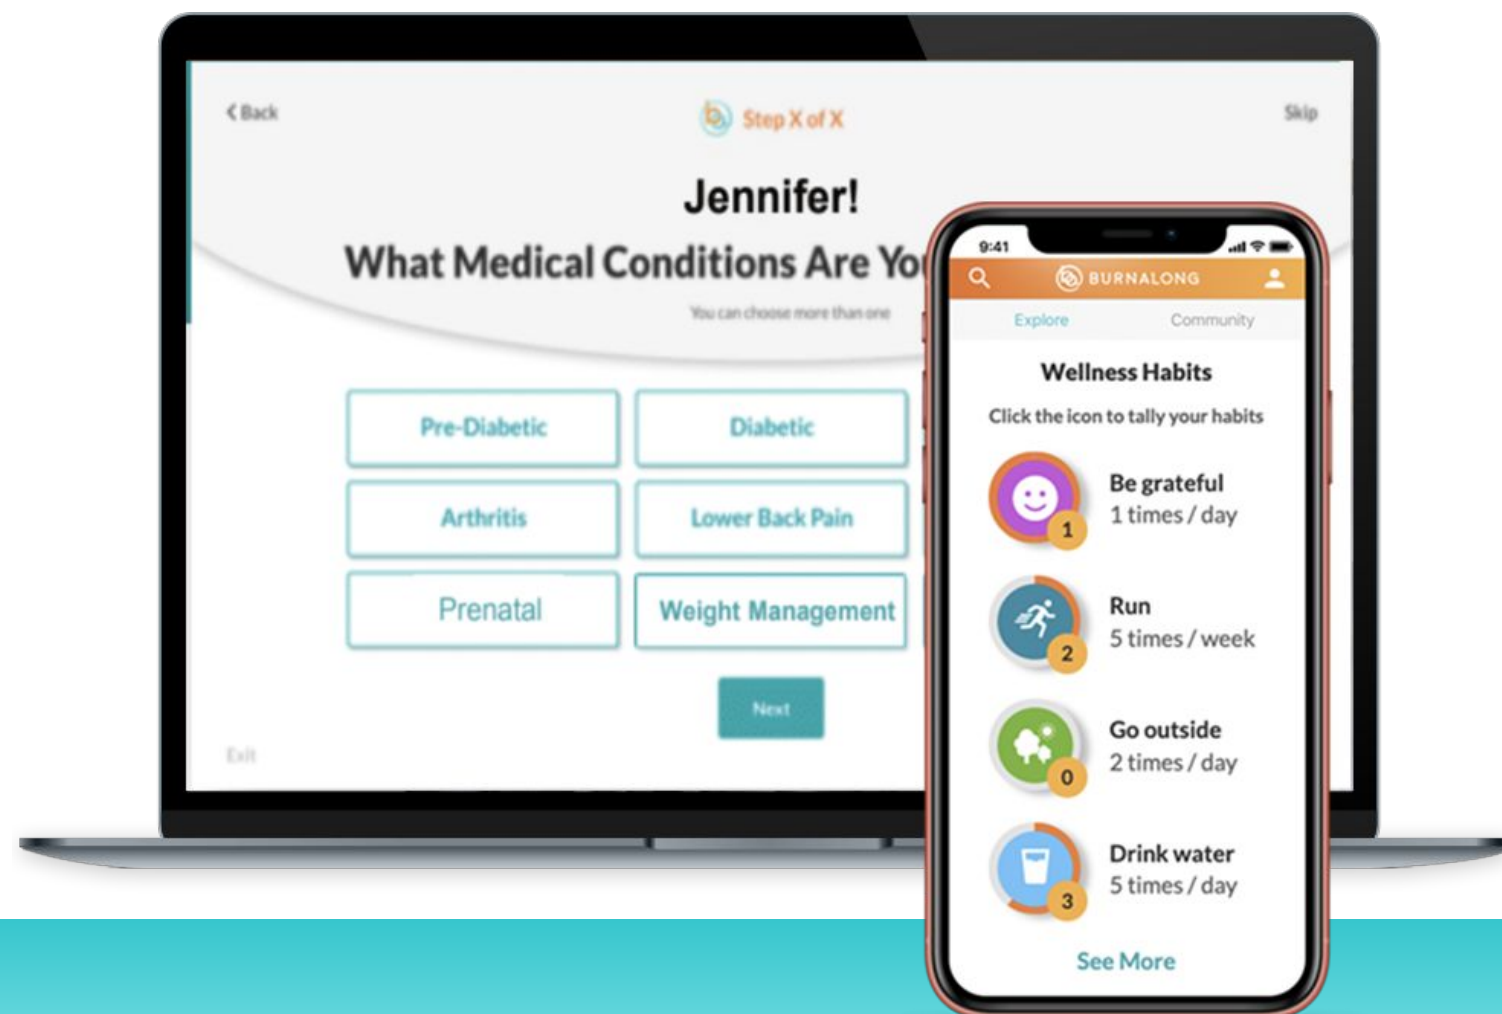 < Back
Step X of X
Skip
Jennifer!
What Medical Conditions Are
You can choose more than one
Pre-Diabetic
Diabetic
Arthritis
Lower Back Pain
Prenatal
Weight Management
Next
Exit
9:41
BURNALONG
Explore
Community
Wellness Habits
Click the icon to tally your habits
1
Be grateful
1 times / day
2
Run
5 times / week
0
Go outside
2 times / day
3
Drink water
5 times / day
See More